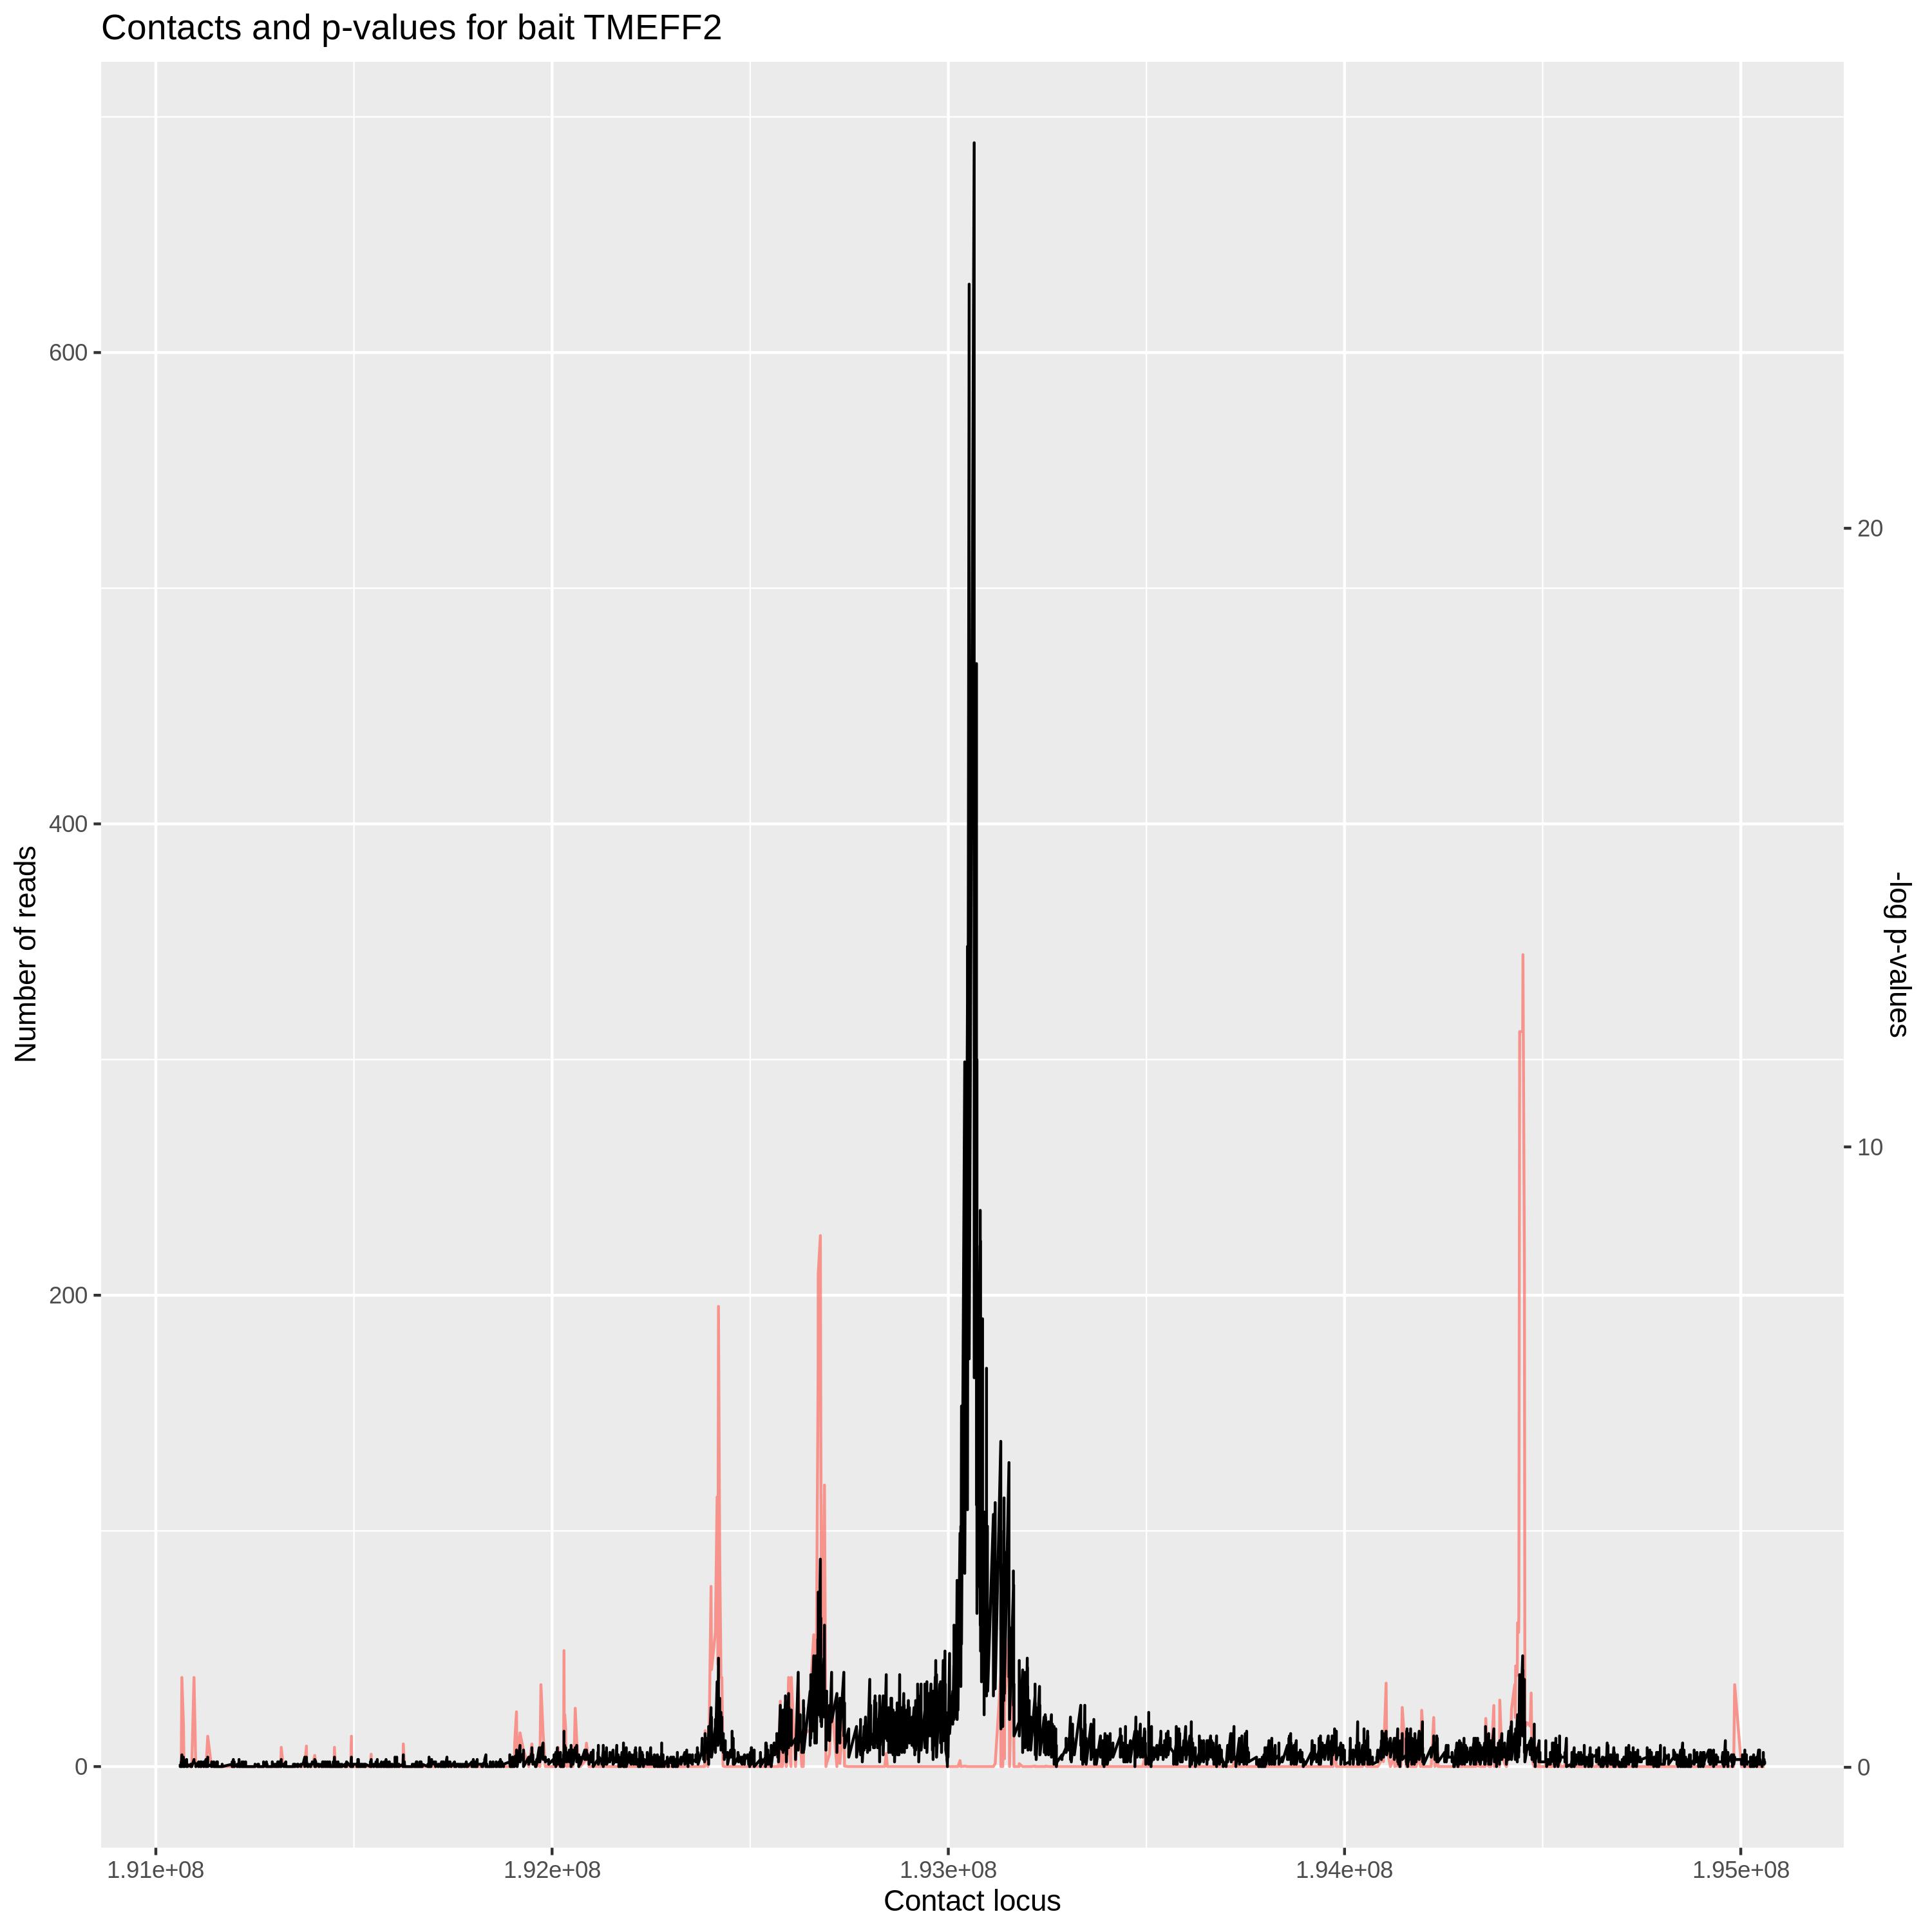 Contacts and p-values for bait TMEFF2
600
400
200
0
Number of reads
20
10
0
-log p-values
1.91e+08
1.92e+08
1.93e+08
1.94e+08
1.95e+08
Contact locus